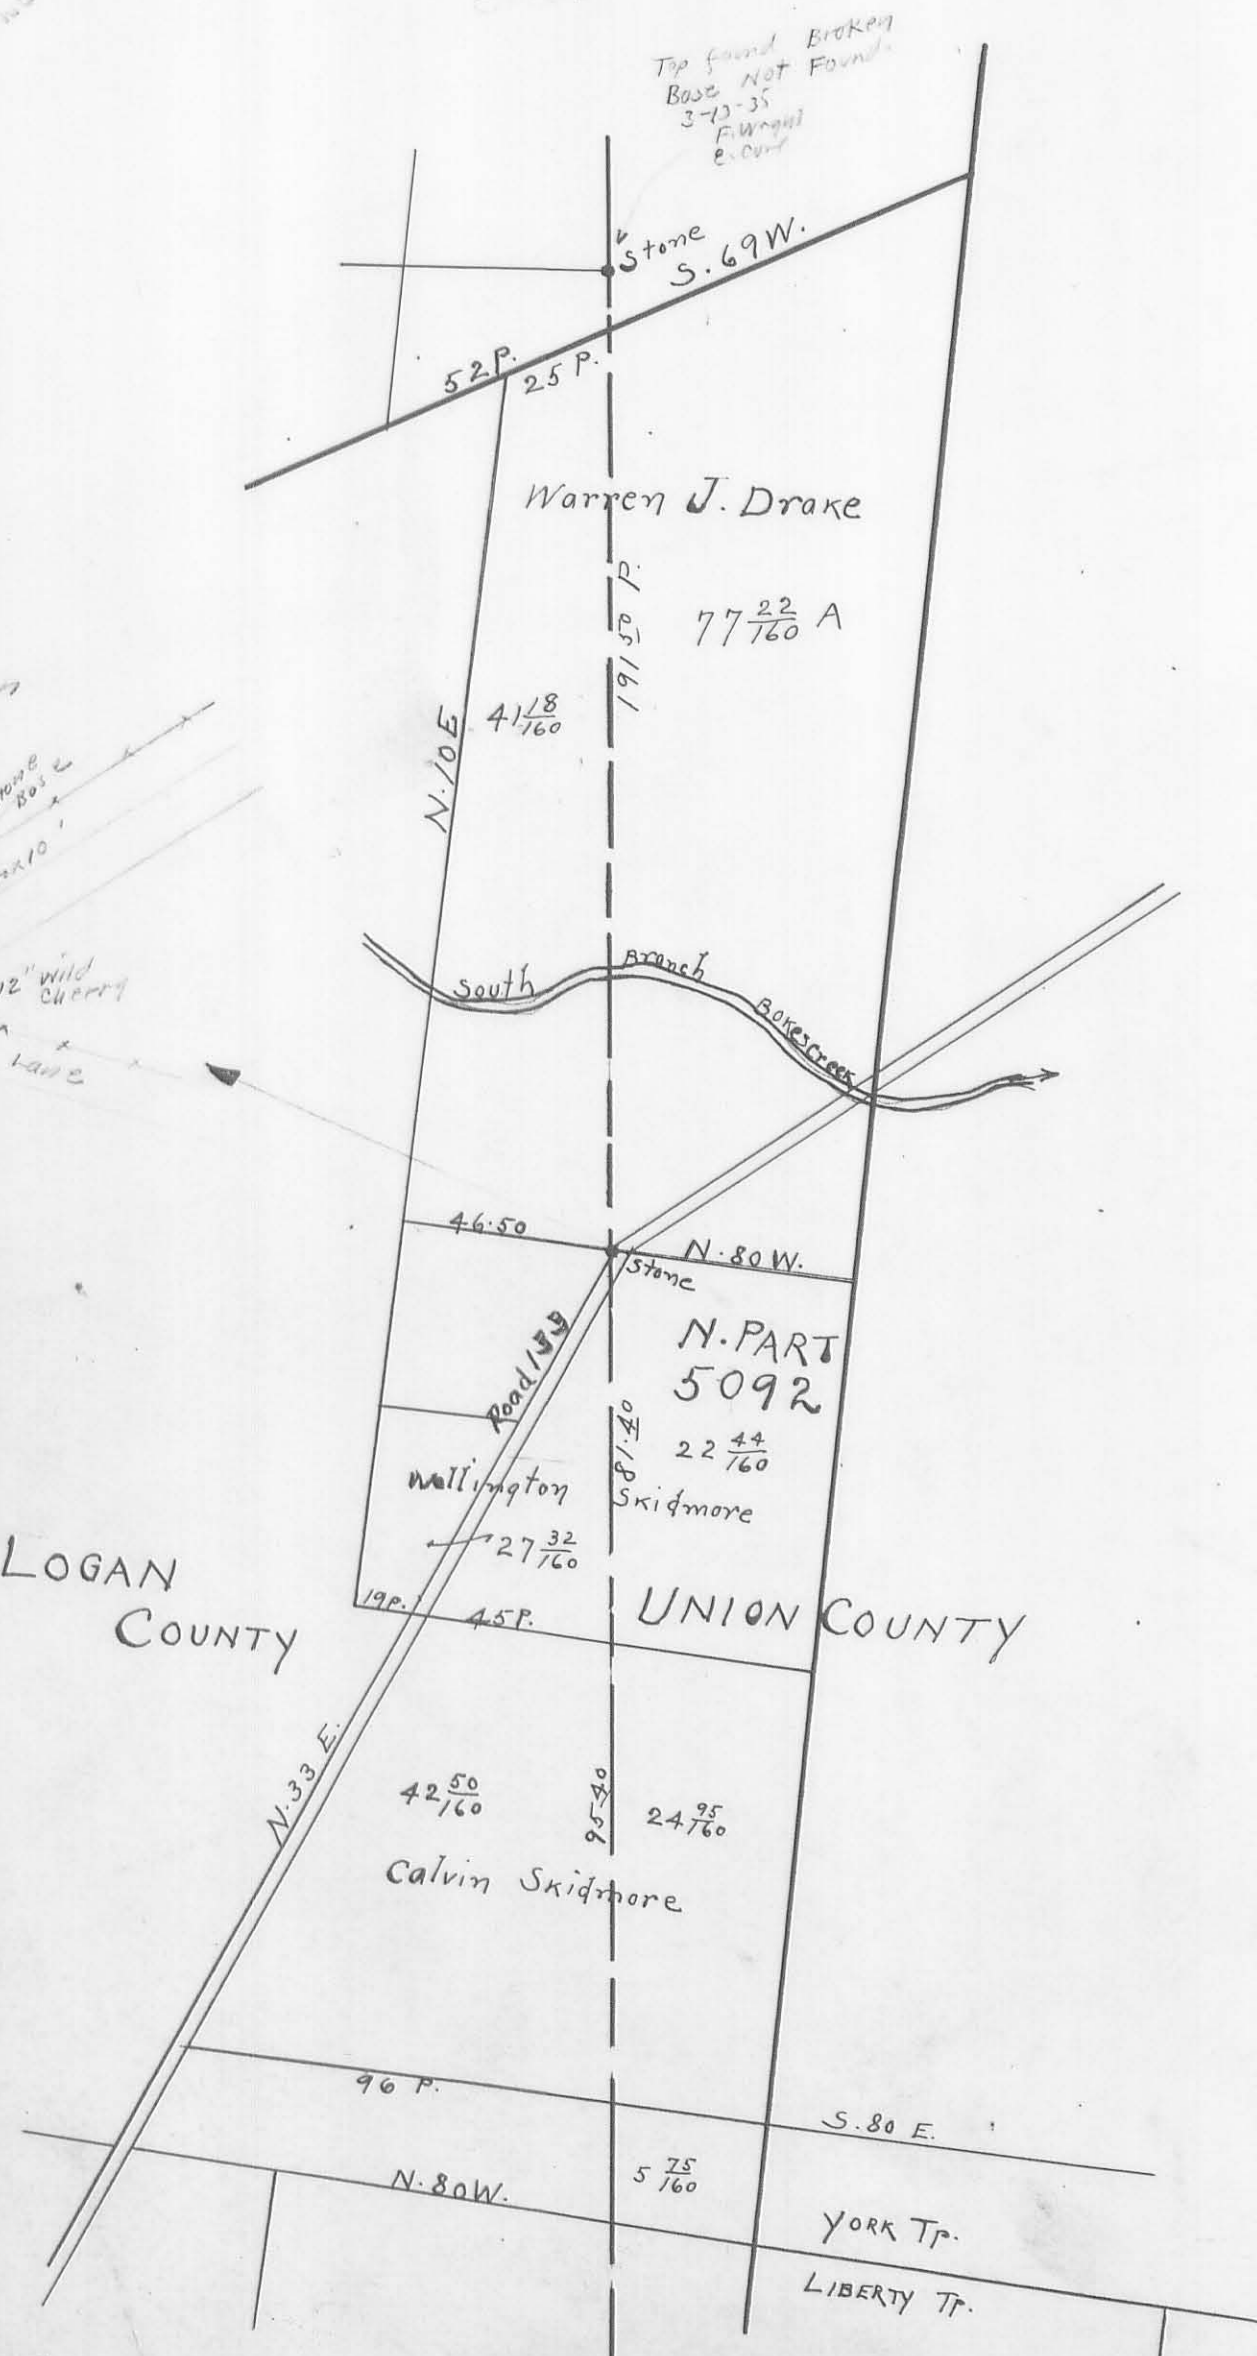 Top found Broken
Base Not Found
3-13-35
Stone
S. 69 W.
52 P.
25 P.
Warren J. Drake
191 50 P.
77 22/160 A
41 18/160
N. 10 E
Base
12" wild
cherry
Lane
South Branch Bokes Creek
46.50
N. 80 W.
Stone
Road
N. PART
5092
81.40
22 44/160
Wellington Skidmore
27 32/160
LOGAN
COUNTY
19 P.
45 P.
UNION COUNTY
N. 33 E.
42 50/160
95.40
24 95/160
Calvin Skidmore
96 P.
S. 80 E.
N. 80 W.
5 75/160
YORK TP.
LIBERTY TP.